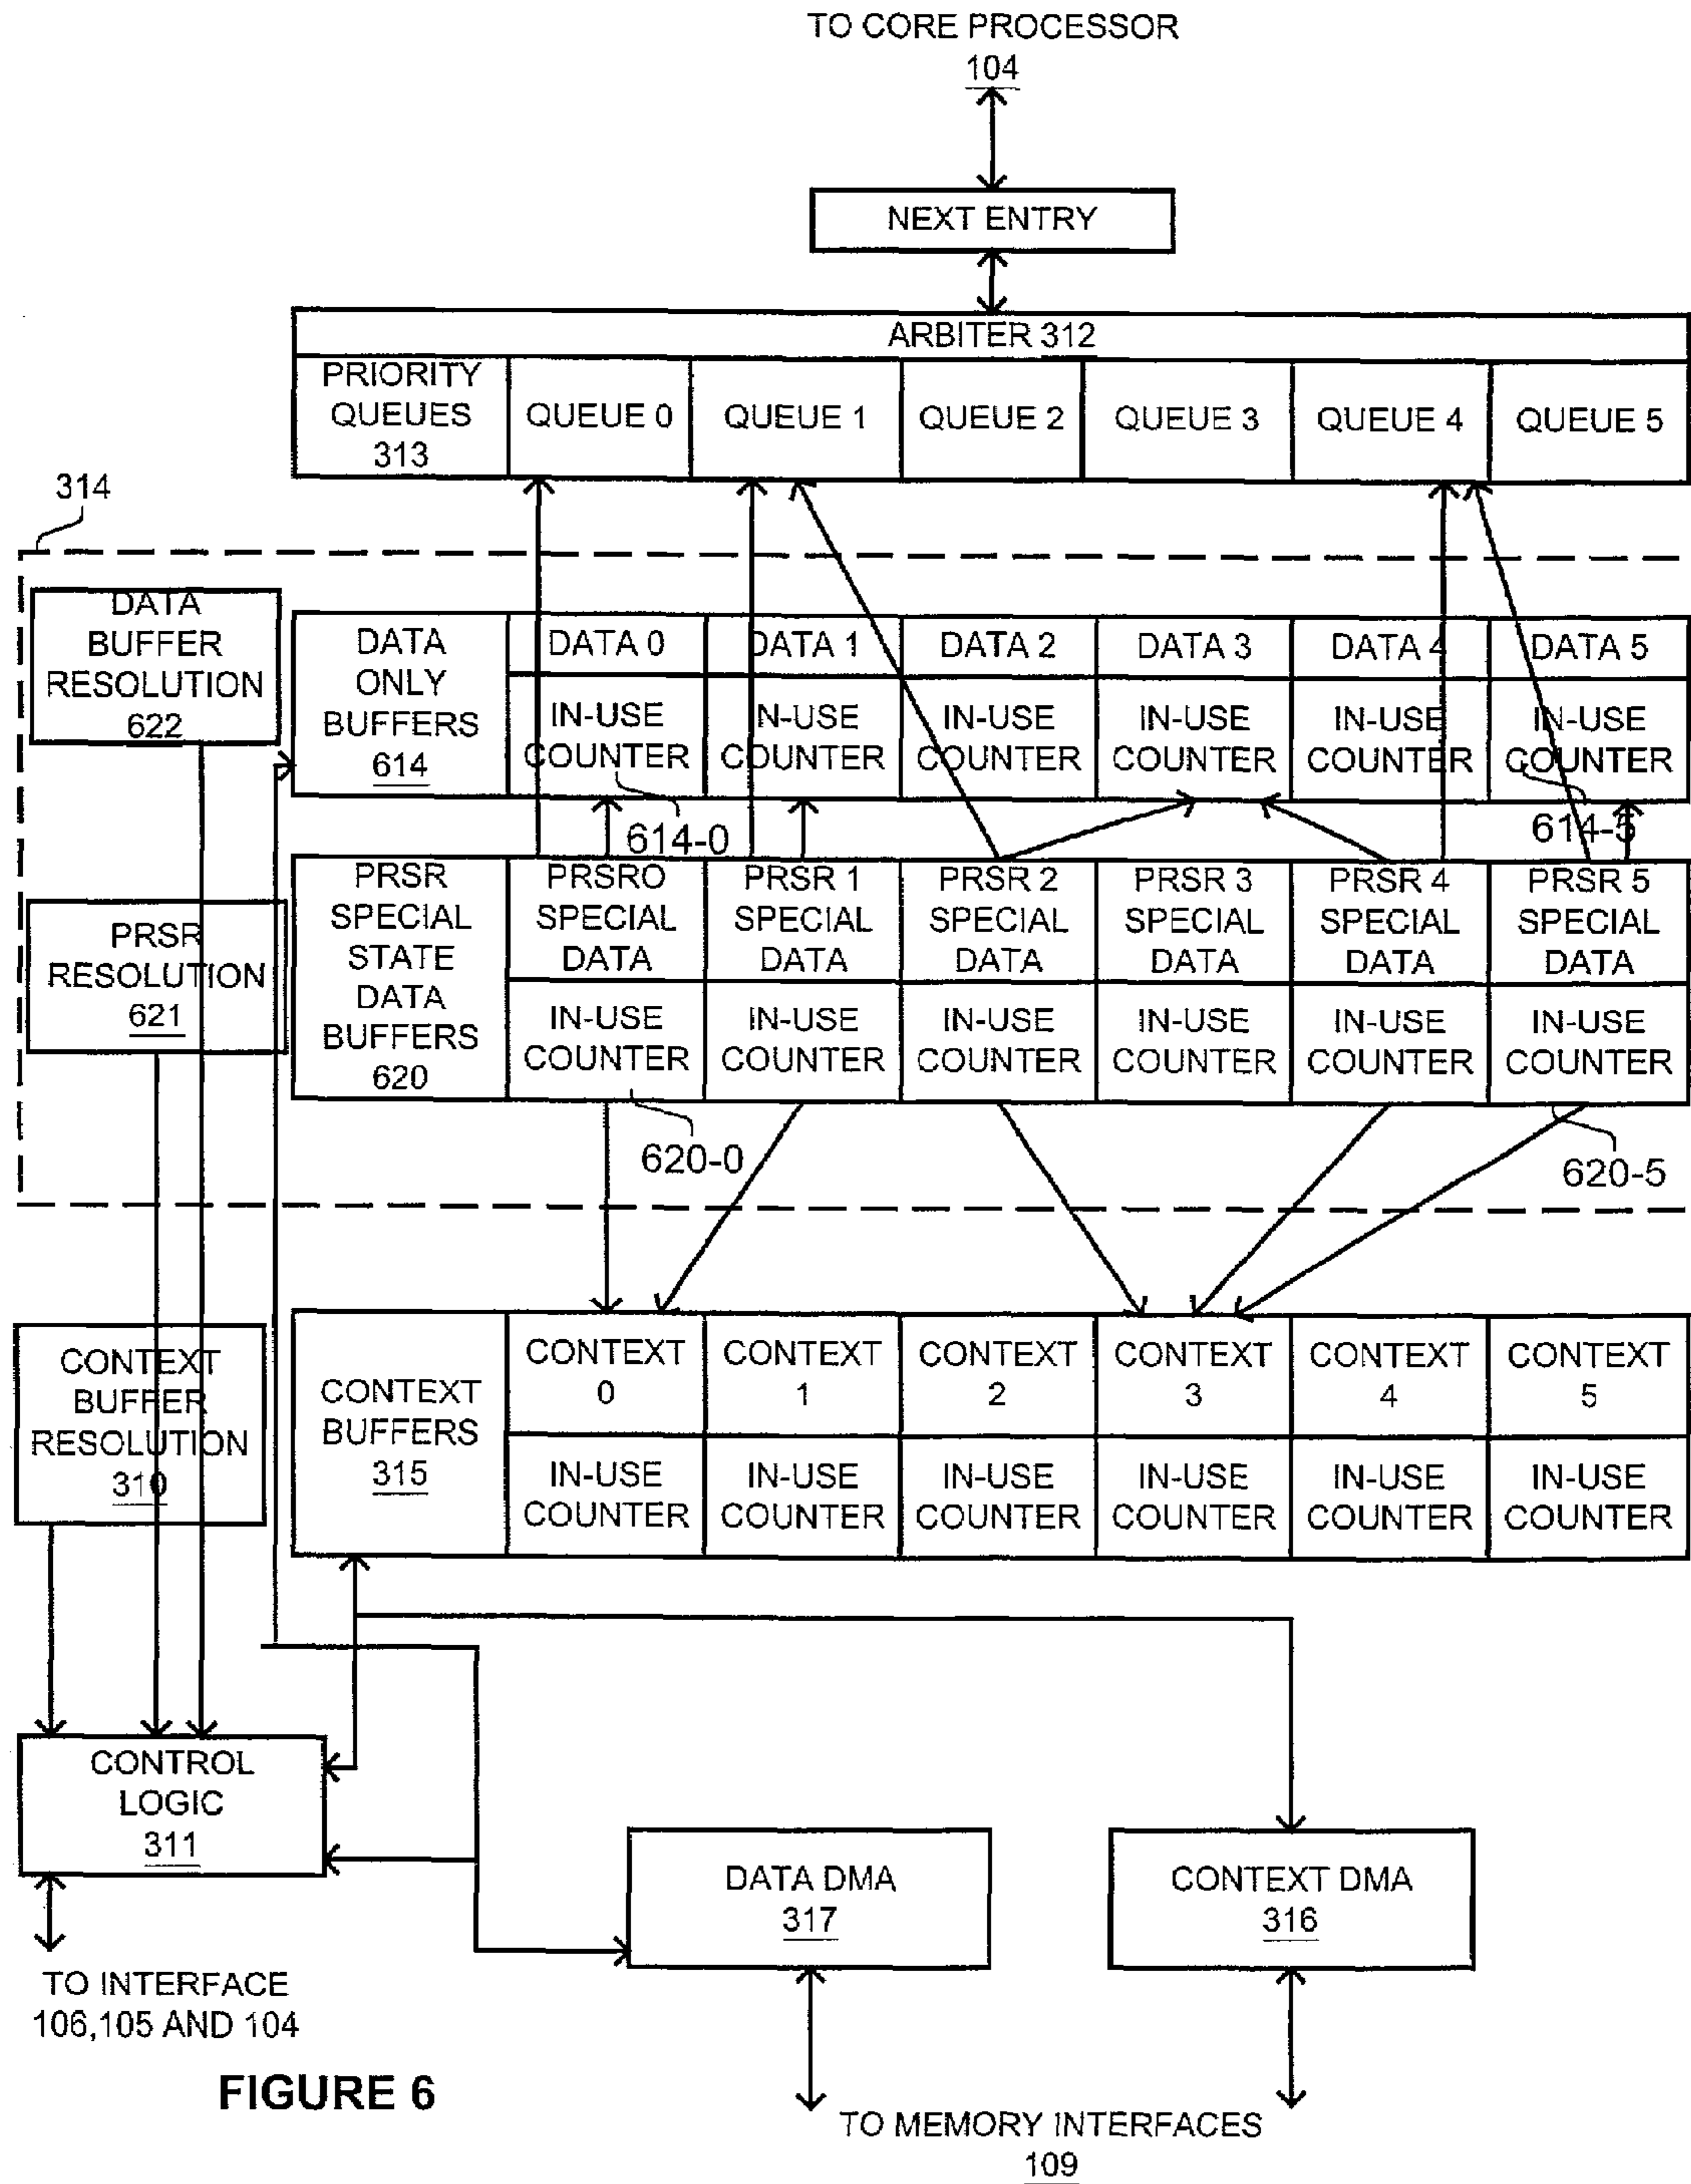 TO CORE PROCESSOR
104
NEXT ENTRY
ARBITER 312
PRIORITY
QUEUES
313
QUEUE 0
QUEUE 1
QUEUE 2
QUEUE 3
QUEUE 4
QUEUE 5
314
DATA
BUFFER
RESOLUTION
622
DATA
ONLY
BUFFERS
614
DATA 0
DATA 1
DATA 2
DATA 3
DATA 4
DATA 5
IN-USE
COUNTER
N-USE
COUNTER
IN-USE
COUNTER
IN-USE
COUNTER
IN-USE
COUNTER
IN-USE
COUNTER
614-0
614-5
PRSR
RESOLUTION
621
PRSR
SPECIAL
STATE
DATA
BUFFERS
620
PRSRO
SPECIAL
DATA
PRSR 1
SPECIAL
DATA
PRSR 2
SPECIAL
DATA
PRSR 3
SPECIAL
DATA
PRSR 4
SPECIAL
DATA
PRSR 5
SPECIAL
DATA
IN-USE
COUNTER
IN-USE
COUNTER
IN-USE
COUNTER
IN-USE
COUNTER
IN-USE
COUNTER
IN-USE
COUNTER
620-0
620-5
CONTEXT
BUFFER
RESOLUTION
310
CONTEXT
BUFFERS
315
CONTEXT
0
CONTEXT
1
CONTEXT
2
CONTEXT
3
CONTEXT
4
CONTEXT
5
IN-USE
COUNTER
IN-USE
COUNTER
IN-USE
COUNTER
IN-USE
COUNTER
IN-USE
COUNTER
IN-USE
COUNTER
CONTROL
LOGIC
311
DATA DMA
317
CONTEXT DMA
316
TO INTERFACE
106,105 AND 104
FIGURE 6
TO MEMORY INTERFACES
109